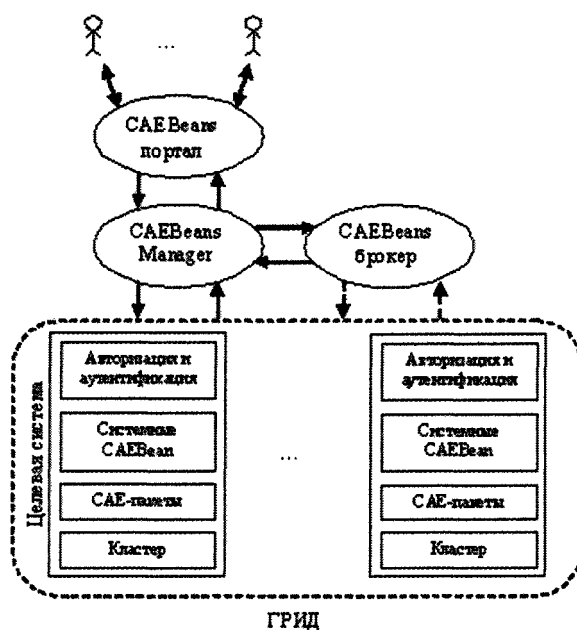 ...
CAEBeans
портал
CAEBeans
Manager
CAEBeans
брокер
Целевая система
Авторизация и
аутентификация
Системные
CAEBean
CAE-пакеты
Кластер
...
Авторизация и
аутентификация
Системные
CAEBean
CAE-пакеты
Кластер
ГРИД